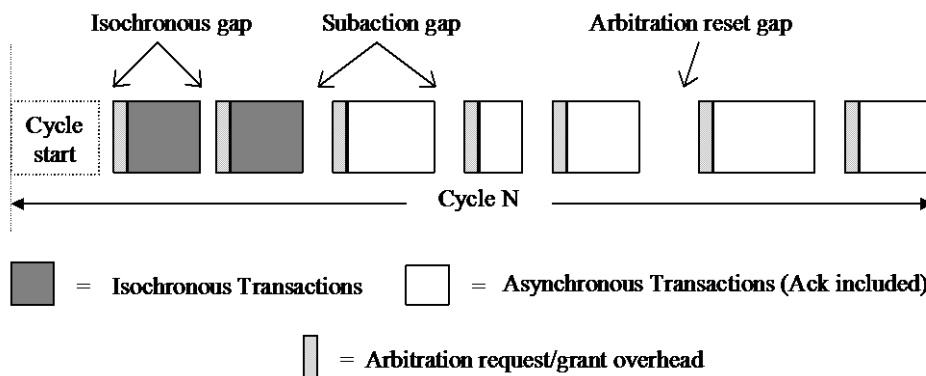 Isochronous gap
Subaction gap
Arbitration reset gap
Cycle
start
Cycle N
= Isochronous Transactions
= Asynchronous Transactions (Ack included)
= Arbitration request/grant overhead